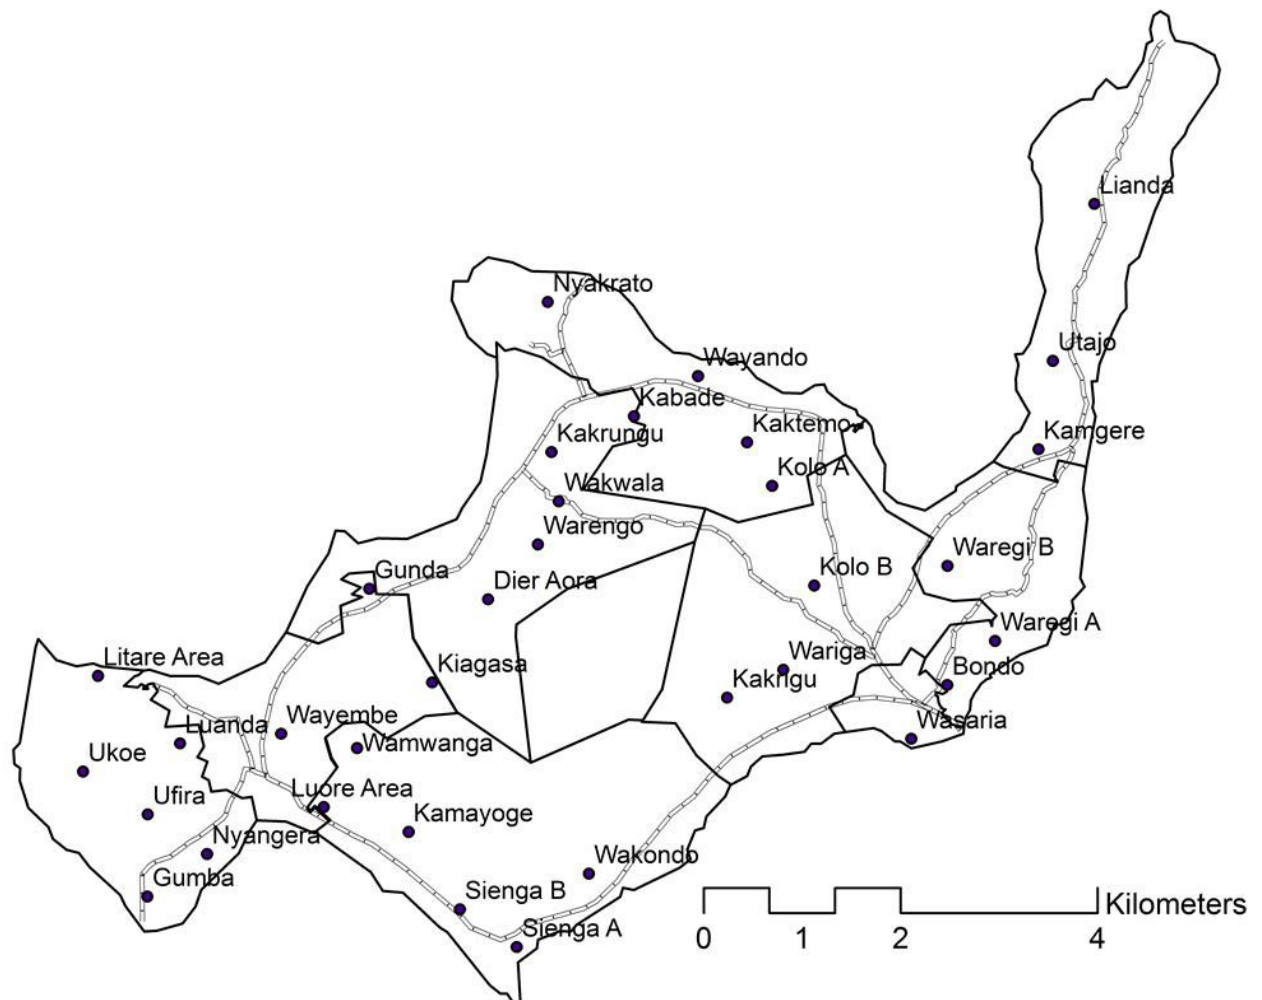 Lianda
Nyakrato
Utajo
Wayando
Kabade
Kaktemo
Kamgere
Kakrungu
Kolo A
Wakwala
Warengo
Waregi B
Gunda
Dier Aora
Kolo B
Waregi A
Litare Area
Kiagasa
Wariga
Bondo
Kakrigu
Luanda
Wayembe
Wasaria
Ukoe
Wamwanga
Ufira
Luore Area
Kamayoge
Nyangera
Wakondo
Gumba
Sienga B
Sienga A
Kilometers
0 1 2 4